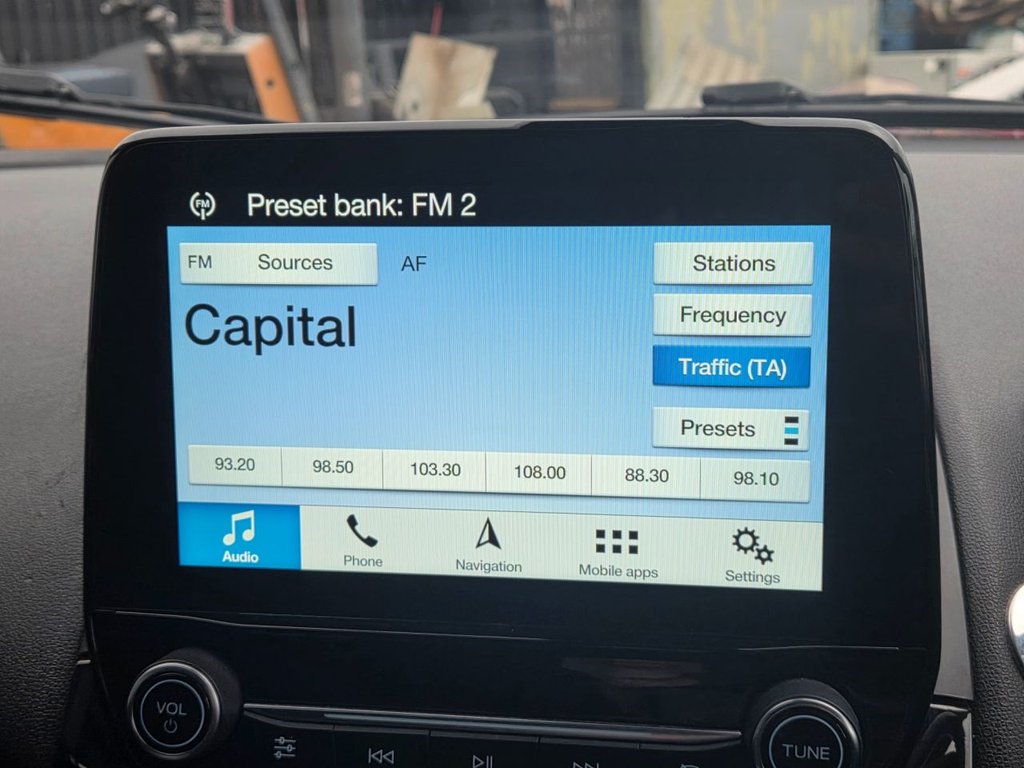 FM Preset bank: FM 2
FM Sources AF Stations
Capital
Frequency
Traffic (TA)
Presets
93.20 98.50 103.30 108.00 88.30 98.10
Audio Phone Navigation Mobile apps Settings
VOL
TUNE